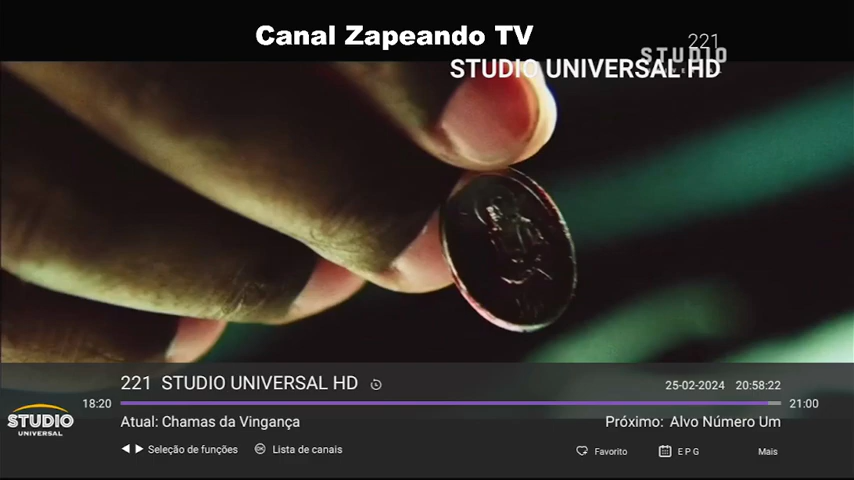 Canal Zapeando TV
221
STUDIO
STUDIO UNIVERSAL HD
221 STUDIO UNIVERSAL HD
25-02-2024 20:58:22
18:20
21:00
STUDIO
UNIVERSAL
Atual: Chamas da Vingança
Próximo: Alvo Número Um
Seleção de funções
OK Lista de canais
Favorito
E P G
Mais